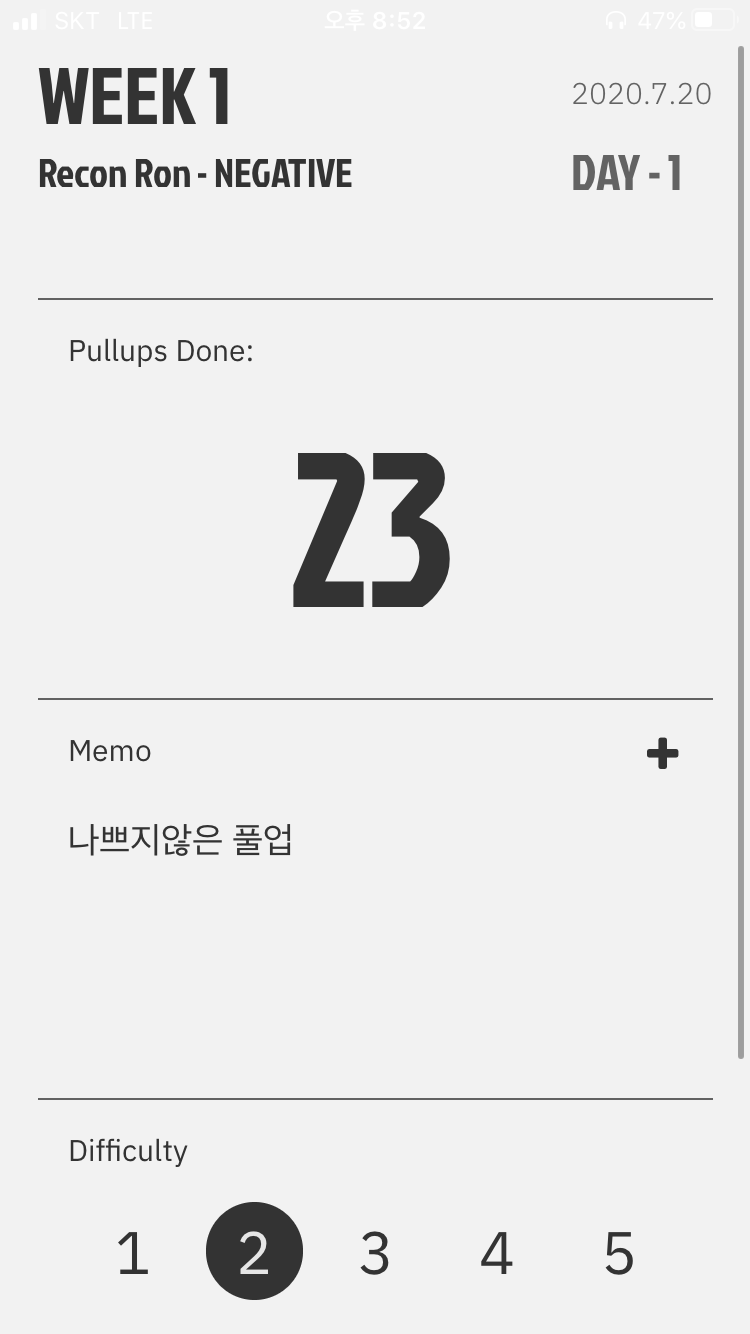 SKT LTE 오후 8:52 47%
WEEK 1
2020.7.20
Recon Ron - NEGATIVE
DAY - 1
Pullups Done:
23
Memo
나쁘지않은 풀업
Difficulty
1 2 3 4 5